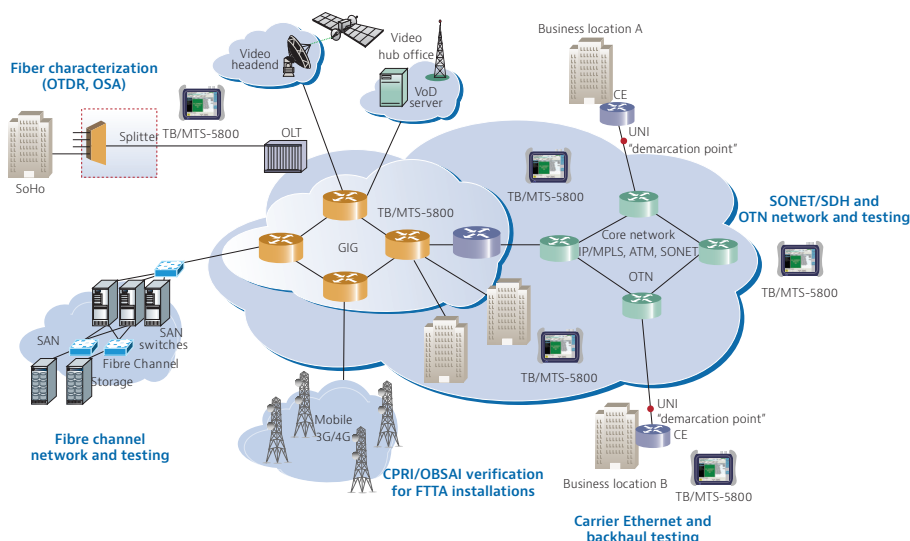 Fiber characterization
(OTDR, OSA)
SoHo
Splitter
TB/MTS-5800
OLT
Video
headend
Video
hub office
VoD
server
Business location A
CE
UNI
“demarcation point”
TB/MTS-5800
TB/MTS-5800
GIG
Core network
IP/MPLS, ATM, SONET
OTN
SONET/SDH and
OTN network and testing
TB/MTS-5800
SAN
SAN
switches
Fibre Channel
Storage
Fibre channel
network and testing
Mobile
3G/4G
CPRI/OBSAI verification
for FTTA installations
TB/MTS-5800
UNI
“demarcation point”
CE
Business location B
TB/MTS-5800
Carrier Ethernet and
backhaul testing